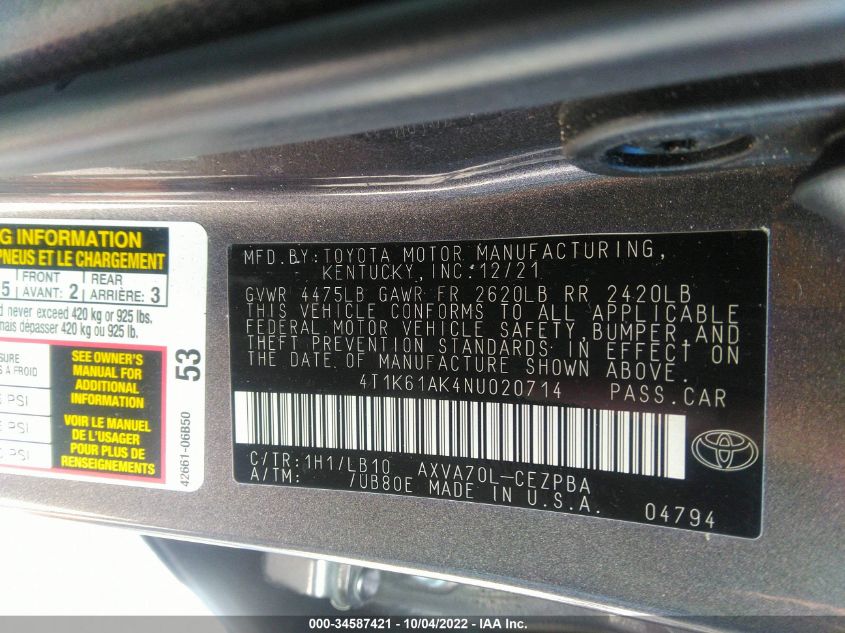 G INFORMATION
PNEUS ET LE CHARGEMENT
5 FRONT AVANT: 2 REAR ARRIÈRE: 3
d never exceed 420 kg or 925 lbs.
mais dépasser 420 kg ou 925 lb.
SURE
S A FROID
PSI
PSI
PSI
SEE OWNER'S
MANUAL FOR
ADDITIONAL
INFORMATION
VOIR LE MANUEL
DE L'USAGER
POUR PLUS DE
RENSEIGNEMENTS
53
42661-06B50
MFD.BY:TOYOTA MOTOR MANUFACTURING,
KENTUCKY,INC.12/21
GVWR 4475LB GAWR FR 2620LB RR 2420LB
THIS VEHICLE CONFORMS TO ALL APPLICABLE
FEDERAL MOTOR VEHICLE SAFETY,BUMPER,AND
THEFT PREVENTION STANDARDS IN EFFECT ON
THE DATE OF MANUFACTURE SHOWN ABOVE.
4T1K61AK4NU020714 PASS.CAR
C/TR:1H1/LB10 AXVA70L-CEZPBA
A/TM: /UB80E MADE IN U.S.A.
04794
000-34587421 - 10/04/2022 - IAA Inc.